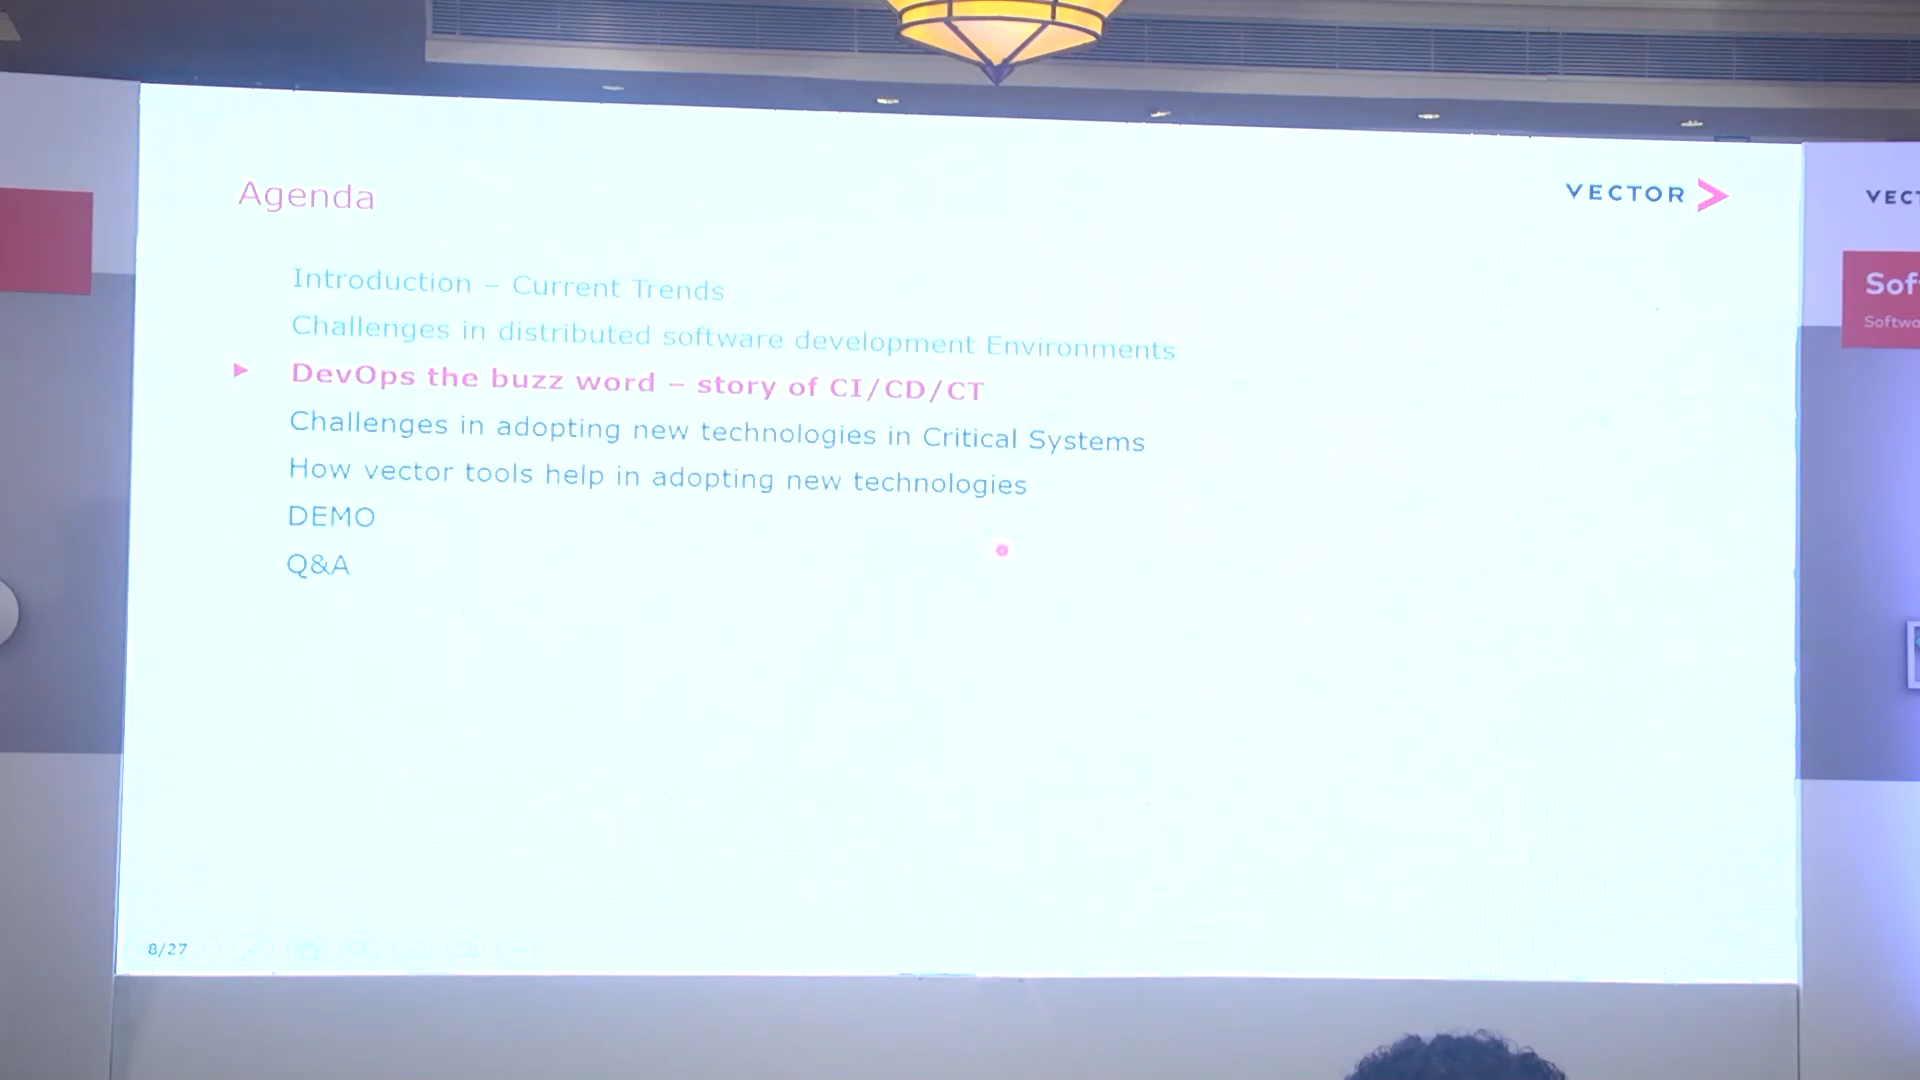 Agenda
VECTOR
Introduction – Current Trends
Challenges in distributed software development Environments
DevOps the buzz word – story of CI/CD/CT
Challenges in adopting new technologies in Critical Systems
How vector tools help in adopting new technologies
DEMO
Q&A
8/27
VECT
Sof
Softwa